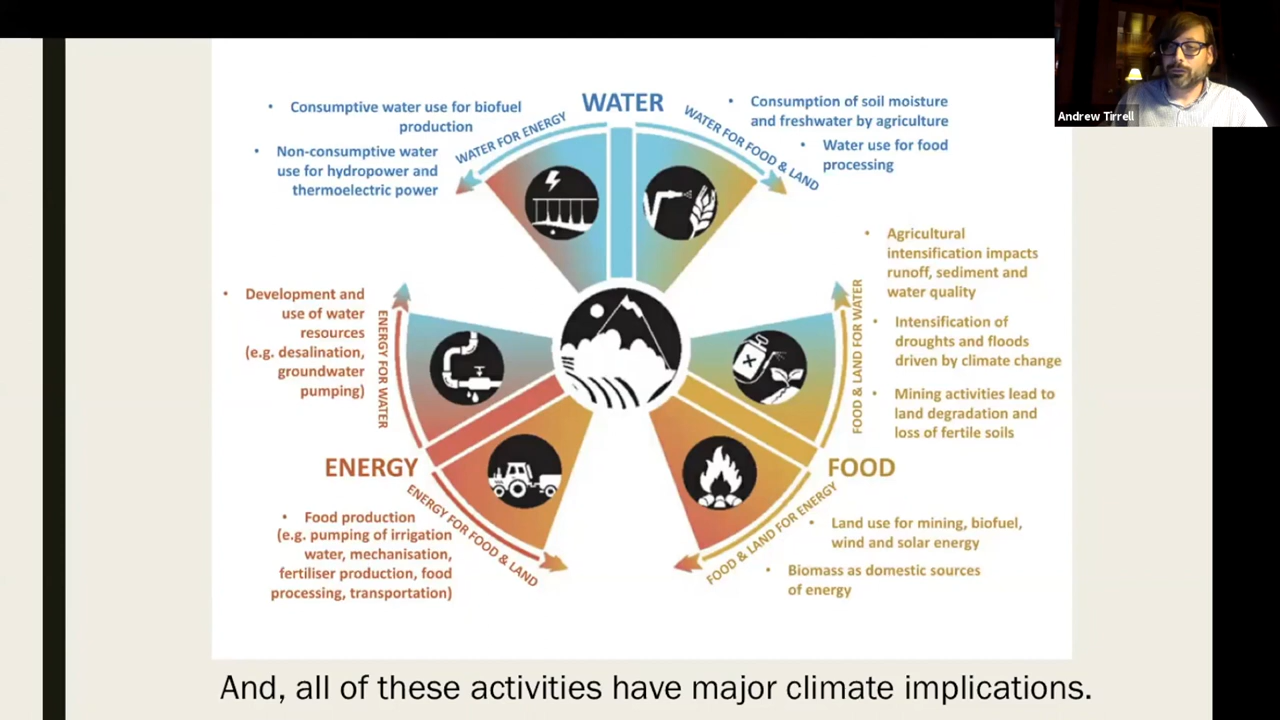 Andrew Tirrell
WATER
• Consumptive water use for biofuel
production
• Non-consumptive water
use for hydropower and
thermoelectric power
WATER FOR ENERGY
WATER FOR FOOD & LAND
• Consumption of soil moisture
and freshwater by agriculture
• Water use for food
processing
• Agricultural
intensification impacts
runoff, sediment and
water quality
• Intensification of
droughts and floods
driven by climate change
• Mining activities lead to
land degradation and
loss of fertile soils
FOOD & LAND FOR WATER
• Development and
use of water
resources
(e.g. desalination,
groundwater
pumping)
ENERGY FOR WATER
ENERGY
FOOD
ENERGY FOR FOOD & LAND
• Food production
(e.g. pumping of irrigation
water, mechanisation,
fertiliser production, food
processing, transportation)
FOOD & LAND FOR ENERGY
• Land use for mining, biofuel,
wind and solar energy
• Biomass as domestic sources
of energy
And, all of these activities have major climate implications.